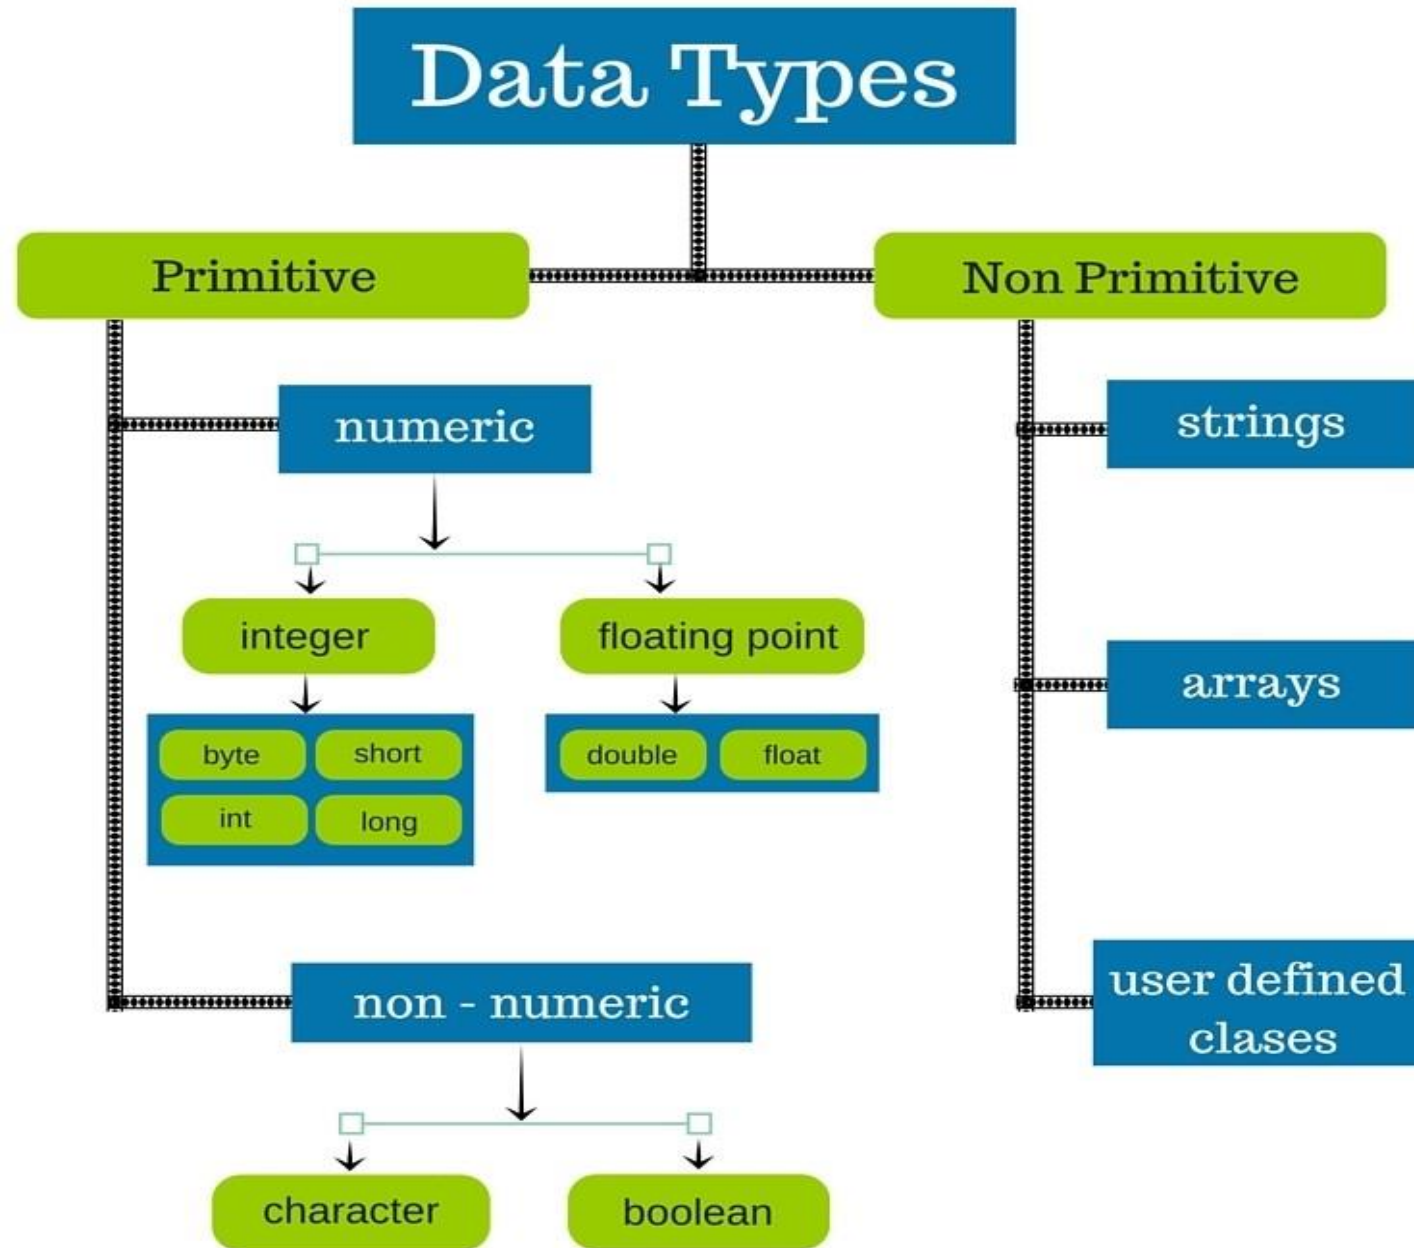 Data Types
Primitive
Non Primitive
numeric
strings
integer
floating point
arrays
byte
short
double
float
int
long
user defined
clases
non - numeric
character
boolean